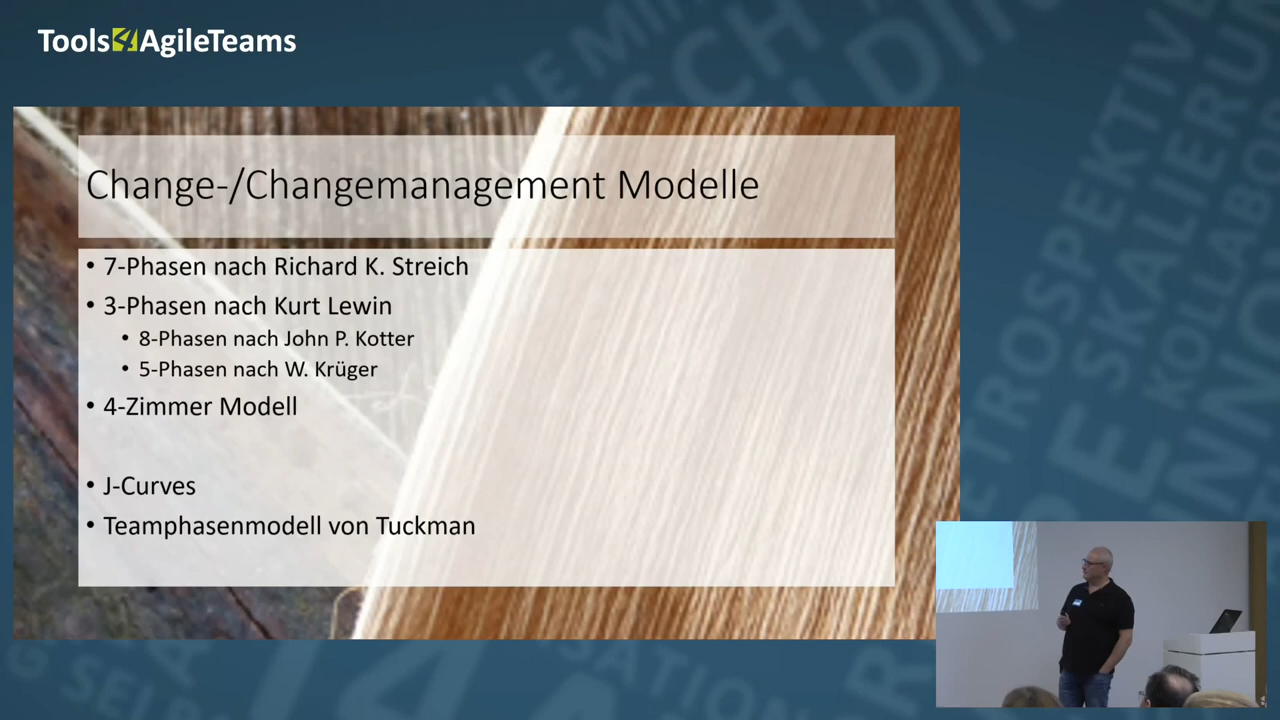 Tools4AgileTeams
Change-/Changemanagement Modelle
• 7-Phasen nach Richard K. Streich
• 3-Phasen nach Kurt Lewin
• 8-Phasen nach John P. Kotter
• 5-Phasen nach W. Krüger
• 4-Zimmer Modell
• J-Curves
• Teamphasenmodell von Tuckman